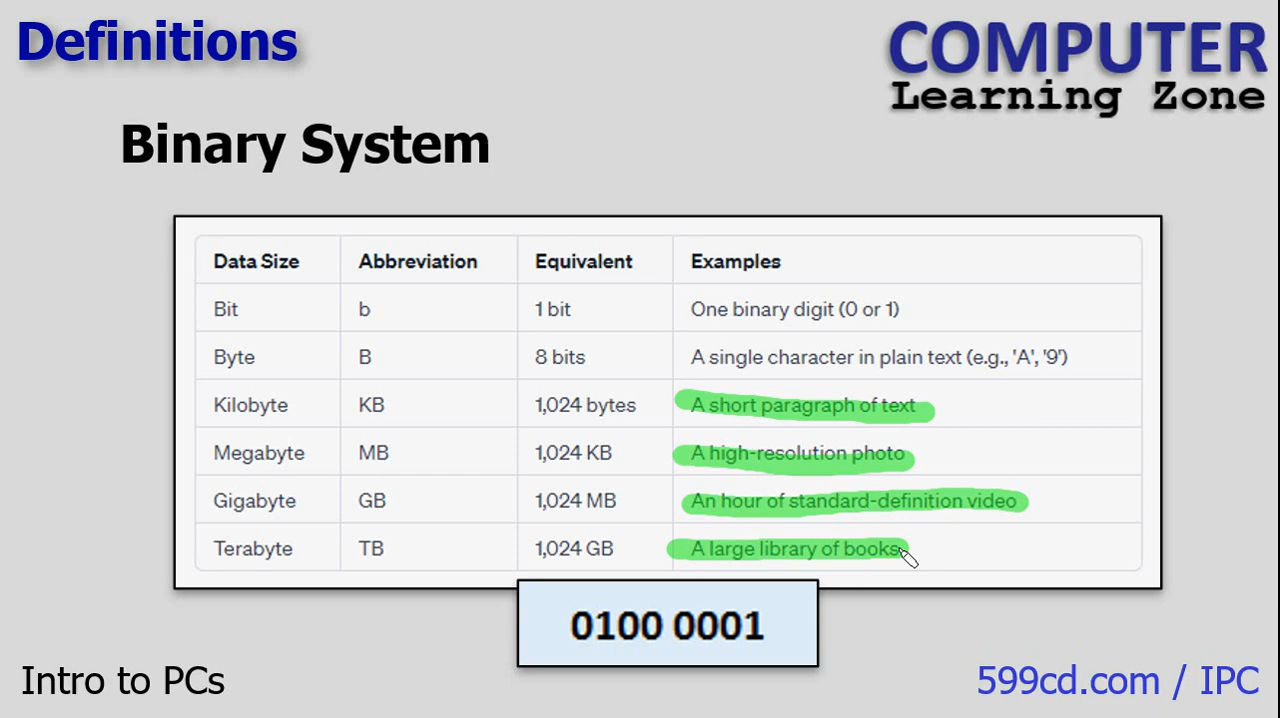 Definitions
COMPUTER
Learning Zone
Binary System
Data Size Abbreviation Equivalent Examples
Bit b 1 bit One binary digit (0 or 1)
Byte B 8 bits A single character in plain text (e.g., 'A', '9')
Kilobyte KB 1,024 bytes A short paragraph of text
Megabyte MB 1,024 KB A high-resolution photo
Gigabyte GB 1,024 MB An hour of standard-definition video
Terabyte TB 1,024 GB A large library of books
0100 0001
Intro to PCs
599cd.com / IPC